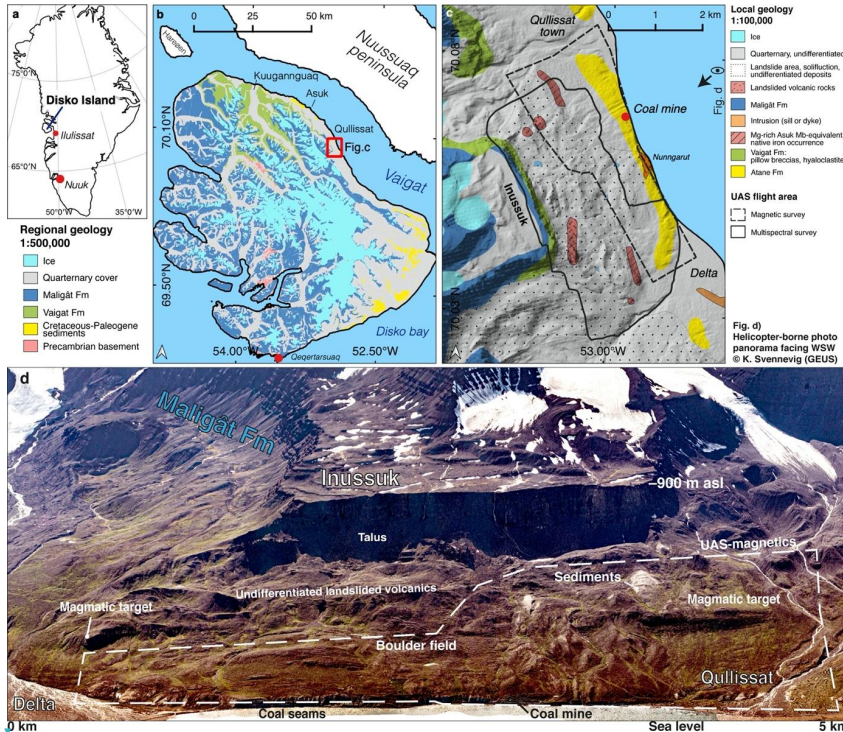 a
75°N
Disko Island
Ilulissat
65°N
Nuuk
50°0'W
35°0'W
Regional geology
1:500,000
Ice
Quaternary cover
Maligât Fm
Vaigat Fm
Cretaceous-Paleogene
sediments
Precambrian basement
b
0 25 50 km
Hareøen
Nuussuaq
peninsula
Kuugannguaq
Asuk
Qullissat
Fig.c
70.10°N
Vaigat
69.50°N
Disko bay
54.00°W
Qeqertarsuaq
52.50°W
c
0 1 2 km
Qullissat
town
70.08°N
Coal mine
Fig. d
Nunngarut
Inussuk
Delta
70.03°N
53.00°W
Local geology
1:100,000
Ice
Quaternary, undifferentiated
Landslide area, solifluction,
undifferentiated deposits
Landslided volcanic rocks
Maligât Fm
Intrusion (sill or dyke)
Mg-rich Asuk Mb-equivalent,
native iron occurrence
Vaigat Fm:
pillow breccias, hyaloclastite
Atane Fm
UAS flight area
Magnetic survey
Multispectral survey
Fig. d)
Helicopter-borne photo
panorama facing WSW
© K. Svennevig (GEUS)
d
Maligât Fm
Inussuk
~900 m asl
Talus
UAS-magnetics
Sediments
Undifferentiated landslided volcanics
Magmatic target
Magmatic target
Boulder field
Qullissat
Delta
Coal seams
Coal mine
Sea level
0 km
5 km